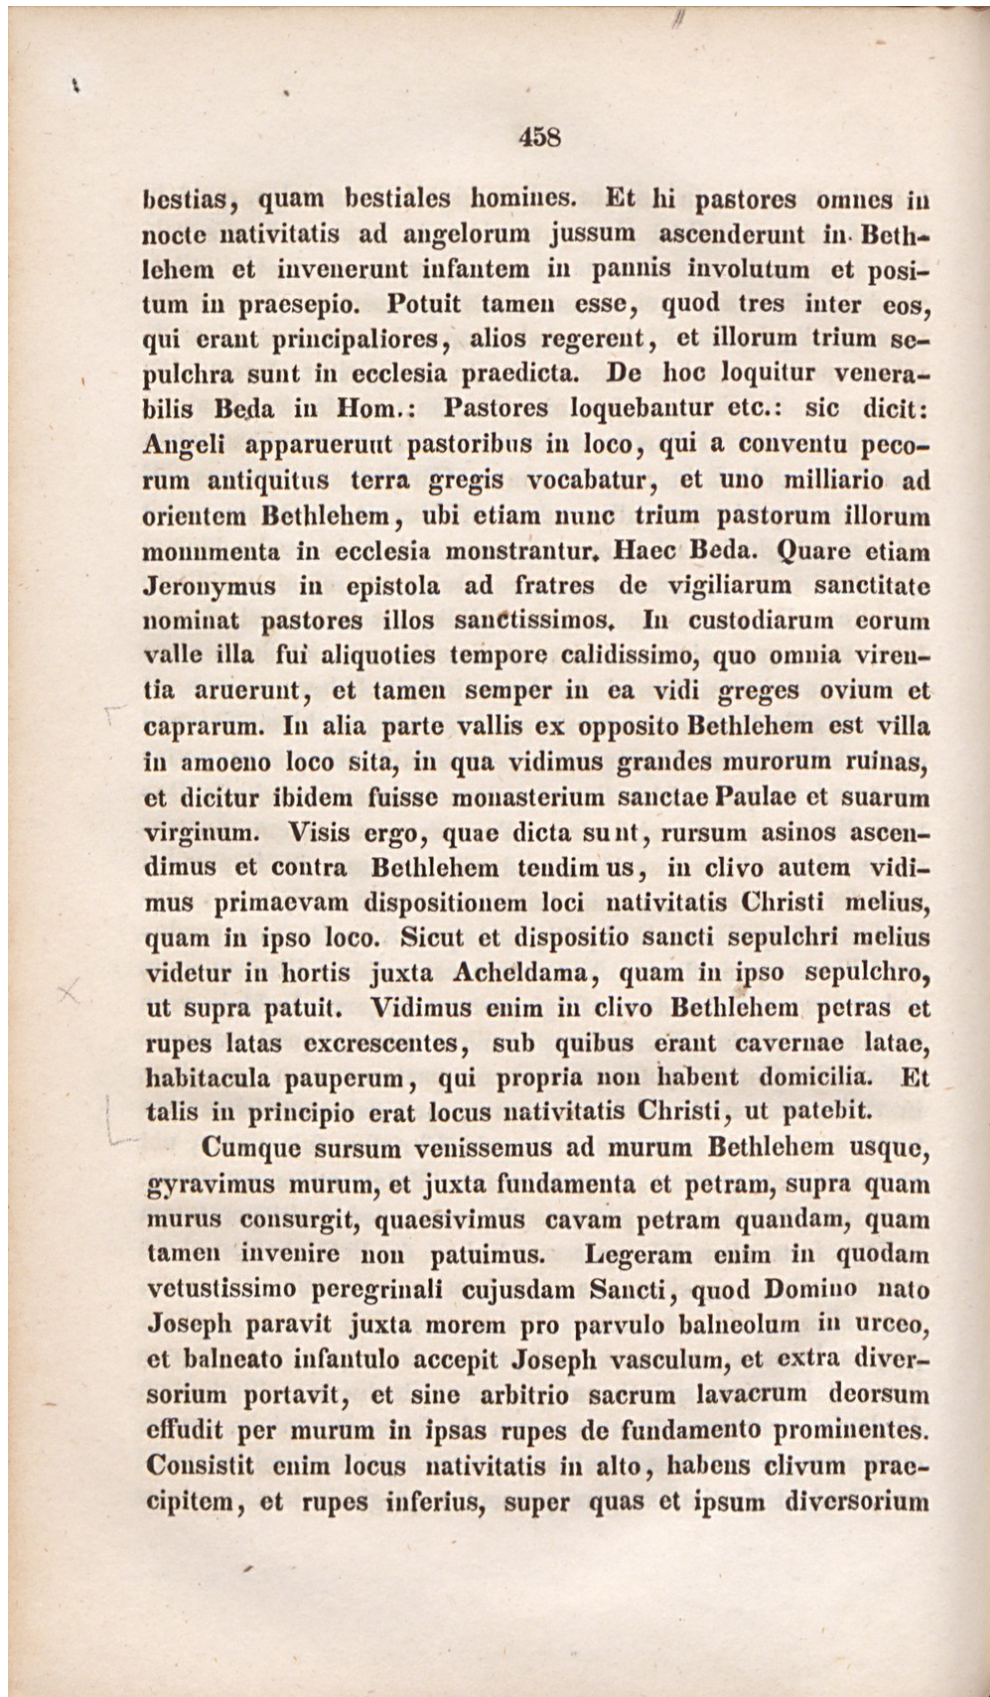 458
bestias, quam bestiales homines. Et hi pastores omnes in
nocte nativitatis ad angelorum jussum ascenderunt in Beth-
lehem et invenerunt infantem in pannis involutum et posi-
tum in praesepio. Potuit tamen esse, quod tres inter eos,
qui erant principaliores, alios regerent, et illorum trium se-
pulchra sunt in ecclesia praedicta. De hoc loquitur venera-
bilis Beda in Hom.: Pastores loquebantur etc.: sic dicit:
Angeli apparuerunt pastoribus in loco, qui a conventu peco-
rum antiquitus terra gregis vocabatur, et uno milliario ad
orientem Bethlehem, ubi etiam nunc trium pastorum illorum
monumenta in ecclesia monstrantur. Haec Beda. Quare etiam
Jeronymus in epistola ad fratres de vigiliarum sanctitate
nominat pastores illos sanctissimos. In custodiarum eorum
valle illa fui aliquoties tempore calidissimo, quo omnia viren-
tia aruerunt, et tamen semper in ea vidi greges ovium et
caprarum. In alia parte vallis ex opposito Bethlehem est villa
in amoeno loco sita, in qua vidimus grandes murorum ruinas,
et dicitur ibidem fuisse monasterium sanctae Paulae et suarum
virginum. Visis ergo, quae dicta sunt, rursum asinos ascen-
dimus et contra Bethlehem tendimus, in clivo autem vidi-
mus primaevam dispositionem loci nativitatis Christi melius,
quam in ipso loco. Sicut et dispositio sancti sepulchri melius
videtur in hortis juxta Acheldama, quam in ipso sepulchro,
ut supra patuit. Vidimus enim in clivo Bethlehem petras et
rupes latas excrescentes, sub quibus erant cavernae latae,
habitacula pauperum, qui propria non habent domicilia. Et
talis in principio erat locus nativitatis Christi, ut patebit.
Cumque sursum venissemus ad murum Bethlehem usque,
gyravimus murum, et juxta fundamenta et petram, supra quam
murus consurgit, quaesivimus cavam petram quandam, quam
tamen invenire non patuimus. Legeram enim in quodam
vetustissimo peregrinali cujusdam Sancti, quod Domino nato
Joseph paravit juxta morem pro parvulo balneolum in urceo,
et balneato infantulo accepit Joseph vasculum, et extra diver-
sorium portavit, et sine arbitrio sacrum lavacrum deorsum
effudit per murum in ipsas rupes de fundamento prominentes.
Consistit enim locus nativitatis in alto, habens clivum prae-
cipitem, et rupes inferius, super quas et ipsum diversorium